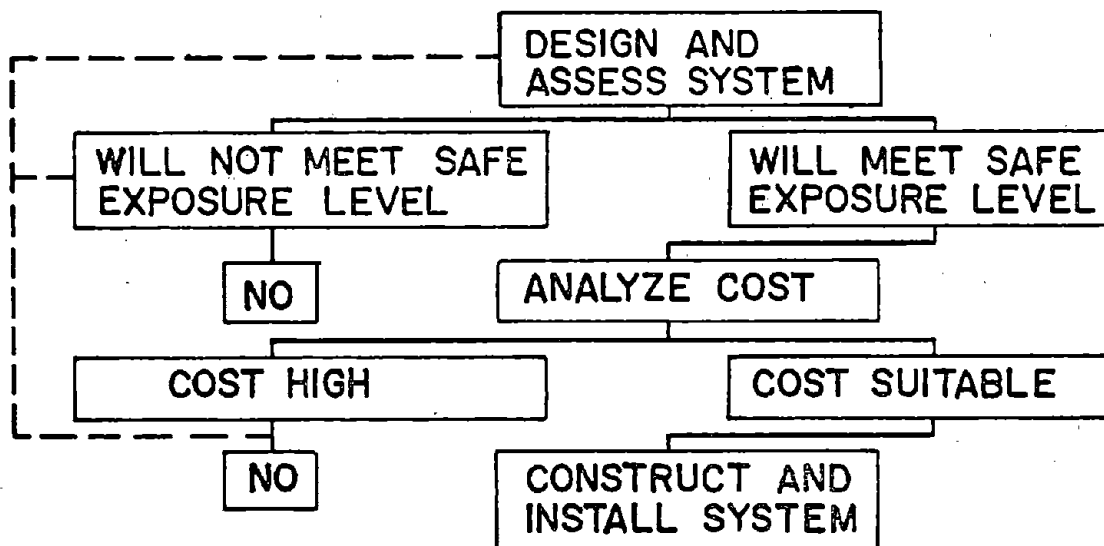 DESIGN AND
ASSESS SYSTEM
WILL NOT MEET SAFE
EXPOSURE LEVEL
WILL MEET SAFE
EXPOSURE LEVEL
NO
ANALYZE COST
COST HIGH
COST SUITABLE
NO
CONSTRUCT AND
INSTALL SYSTEM